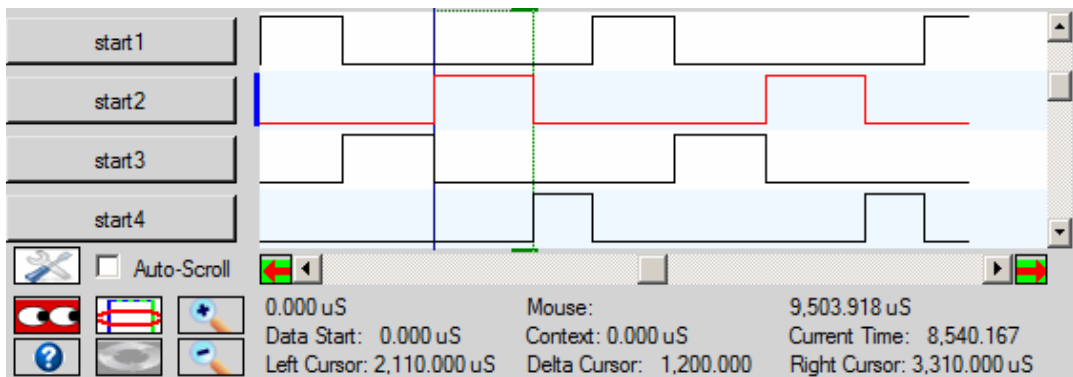 start1
start2
start3
start4
Auto-Scroll
0.000 uS Mouse: 9,503.918 uS
Data Start: 0.000 uS Context: 0.000 uS Current Time: 8,540.167
Left Cursor: 2,110.000 uS Delta Cursor: 1,200.000 Right Cursor: 3,310.000 uS